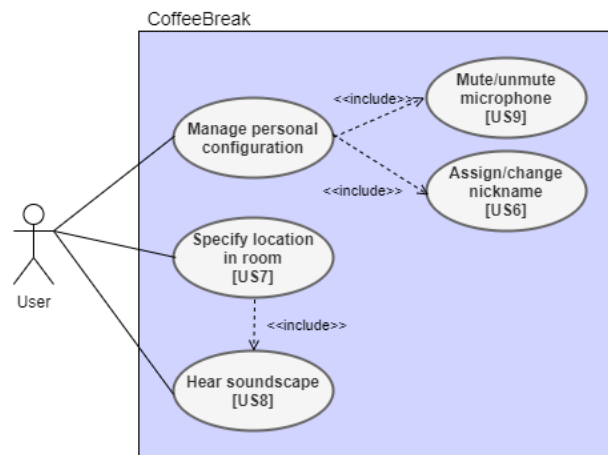 CoffeeBreak
Manage personal
configuration
<<include>>
Mute/unmute
microphone
[US9]
<<include>>
Assign/change
nickname
[US6]
User
Specify location
in room
[US7]
<<include>>
Hear soundscape
[US8]